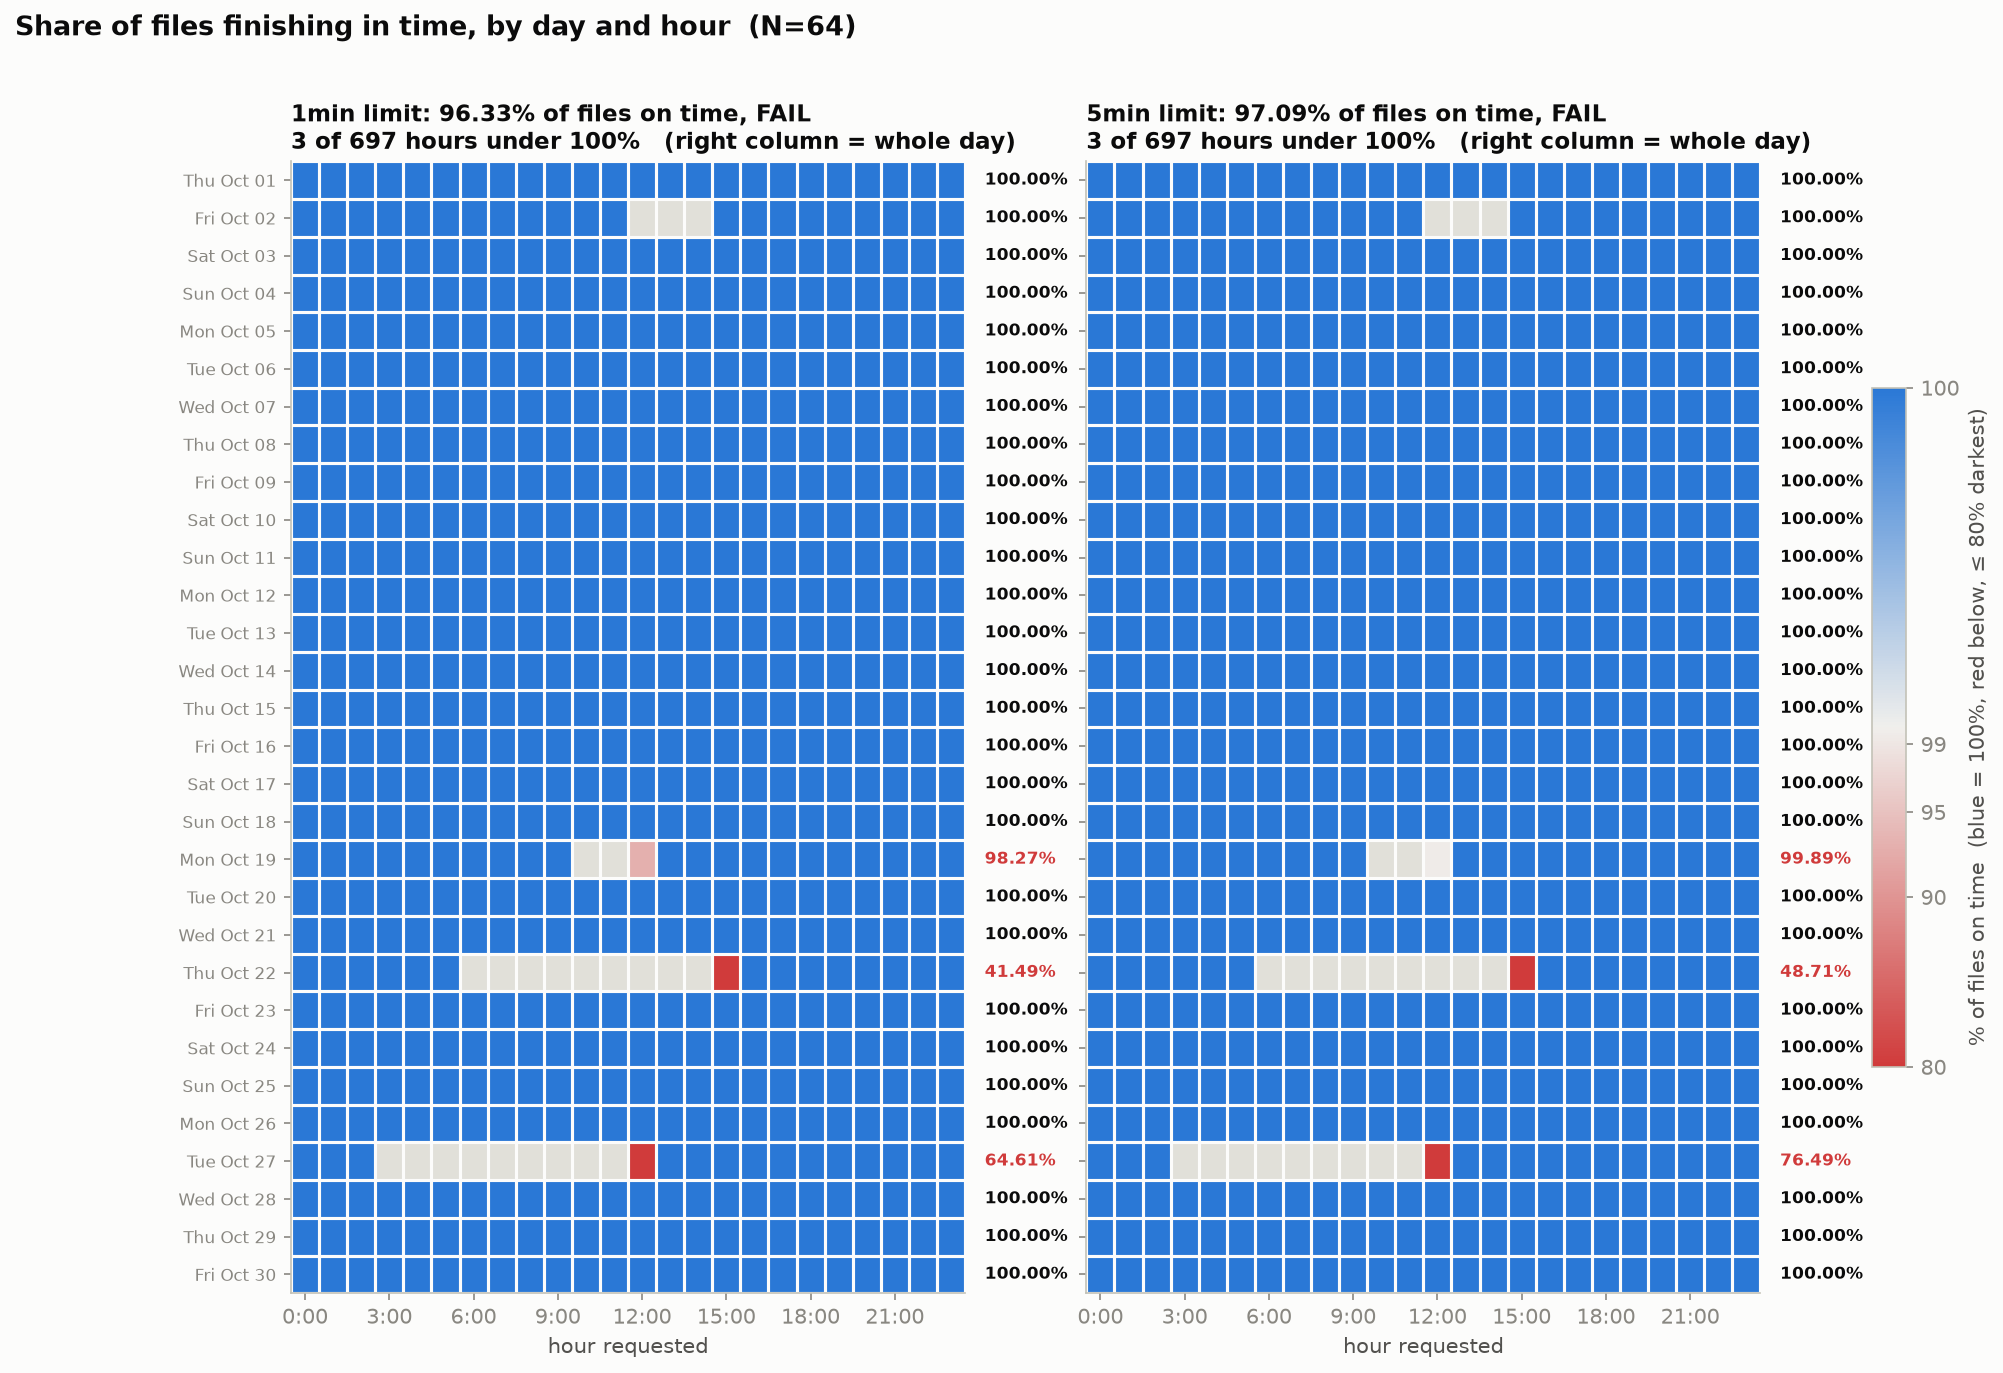 Share of files finishing in time, by day and hour  (N=64)
1min limit: 96.33% of files on time, FAIL
3 of 697 hours under 100%   (right column = whole day)
5min limit: 97.09% of files on time, FAIL
3 of 697 hours under 100%   (right column = whole day)
Thu Oct 01 100.00% 100.00%
Fri Oct 02 100.00% 100.00%
Sat Oct 03 100.00% 100.00%
Sun Oct 04 100.00% 100.00%
Mon Oct 05 100.00% 100.00%
Tue Oct 06 100.00% 100.00%
Wed Oct 07 100.00% 100.00%
Thu Oct 08 100.00% 100.00%
Fri Oct 09 100.00% 100.00%
Sat Oct 10 100.00% 100.00%
Sun Oct 11 100.00% 100.00%
Mon Oct 12 100.00% 100.00%
Tue Oct 13 100.00% 100.00%
Wed Oct 14 100.00% 100.00%
Thu Oct 15 100.00% 100.00%
Fri Oct 16 100.00% 100.00%
Sat Oct 17 100.00% 100.00%
Sun Oct 18 100.00% 100.00%
Mon Oct 19 98.27% 99.89%
Tue Oct 20 100.00% 100.00%
Wed Oct 21 100.00% 100.00%
Thu Oct 22 41.49% 48.71%
Fri Oct 23 100.00% 100.00%
Sat Oct 24 100.00% 100.00%
Sun Oct 25 100.00% 100.00%
Mon Oct 26 100.00% 100.00%
Tue Oct 27 64.61% 76.49%
Wed Oct 28 100.00% 100.00%
Thu Oct 29 100.00% 100.00%
Fri Oct 30 100.00% 100.00%
0:00 3:00 6:00 9:00 12:00 15:00 18:00 21:00
hour requested
0:00 3:00 6:00 9:00 12:00 15:00 18:00 21:00
hour requested
100
99
95
90
80
% of files on time  (blue = 100%, red below, ≤ 80% darkest)